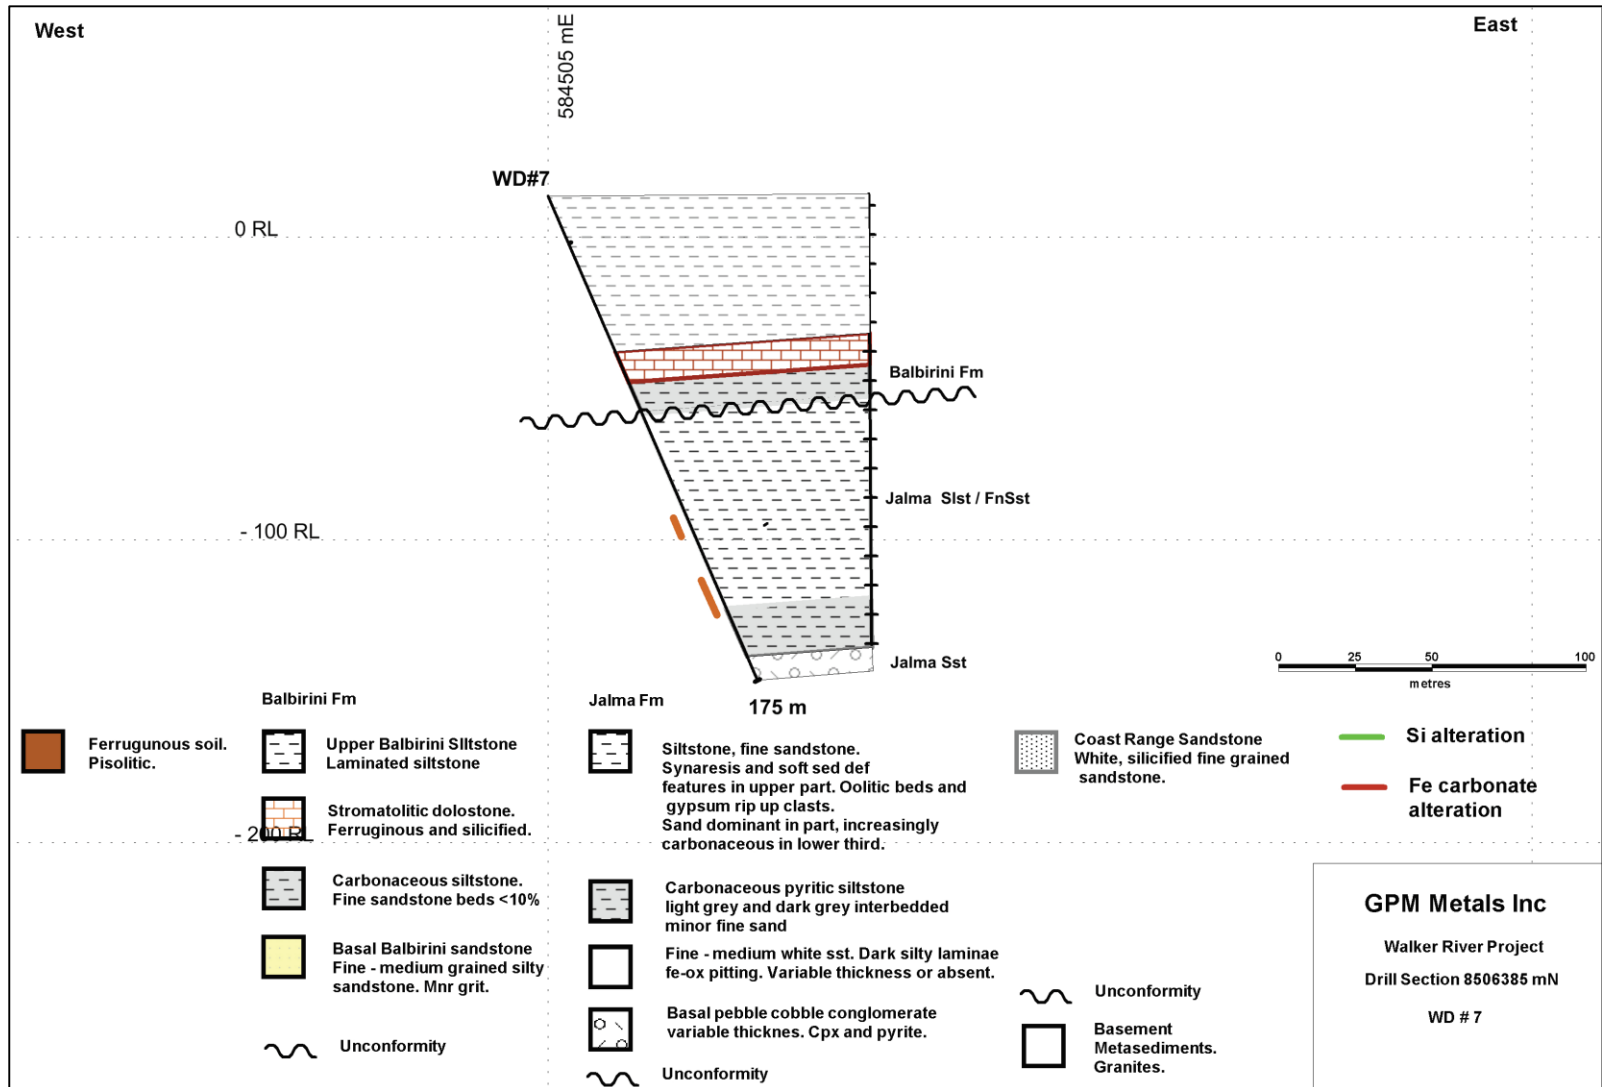 West
East
584505 mE
WD#7
0 RL
Balbirini Fm
Jalma Slst / FnSst
- 100 RL
Jalma Sst
175 m
0 25 50 100
metres
Balbirini Fm
Jalma Fm
Ferrugunous soil.
Pisolitic.
Upper Balbirini SIltstone
Laminated siltstone
Stromatolitic dolostone.
Ferruginous and silicified.
- 200 RL
Carbonaceous siltstone.
Fine sandstone beds <10%
Basal Balbirini sandstone
Fine - medium grained silty
sandstone. Mnr grit.
Unconformity
Siltstone, fine sandstone.
Synaresis and soft sed def
features in upper part. Oolitic beds and
gypsum rip up clasts.
Sand dominant in part, increasingly
carbonaceous in lower third.
Carbonaceous pyritic siltstone
light grey and dark grey interbedded
minor fine sand
Fine - medium white sst. Dark silty laminae
fe-ox pitting. Variable thickness or absent.
Basal pebble cobble conglomerate
variable thicknes. Cpx and pyrite.
Unconformity
Coast Range Sandstone
White, silicified fine grained
sandstone.
Unconformity
Basement
Metasediments.
Granites.
Si alteration
Fe carbonate
alteration
GPM Metals Inc
Walker River Project
Drill Section 8506385 mN
WD # 7